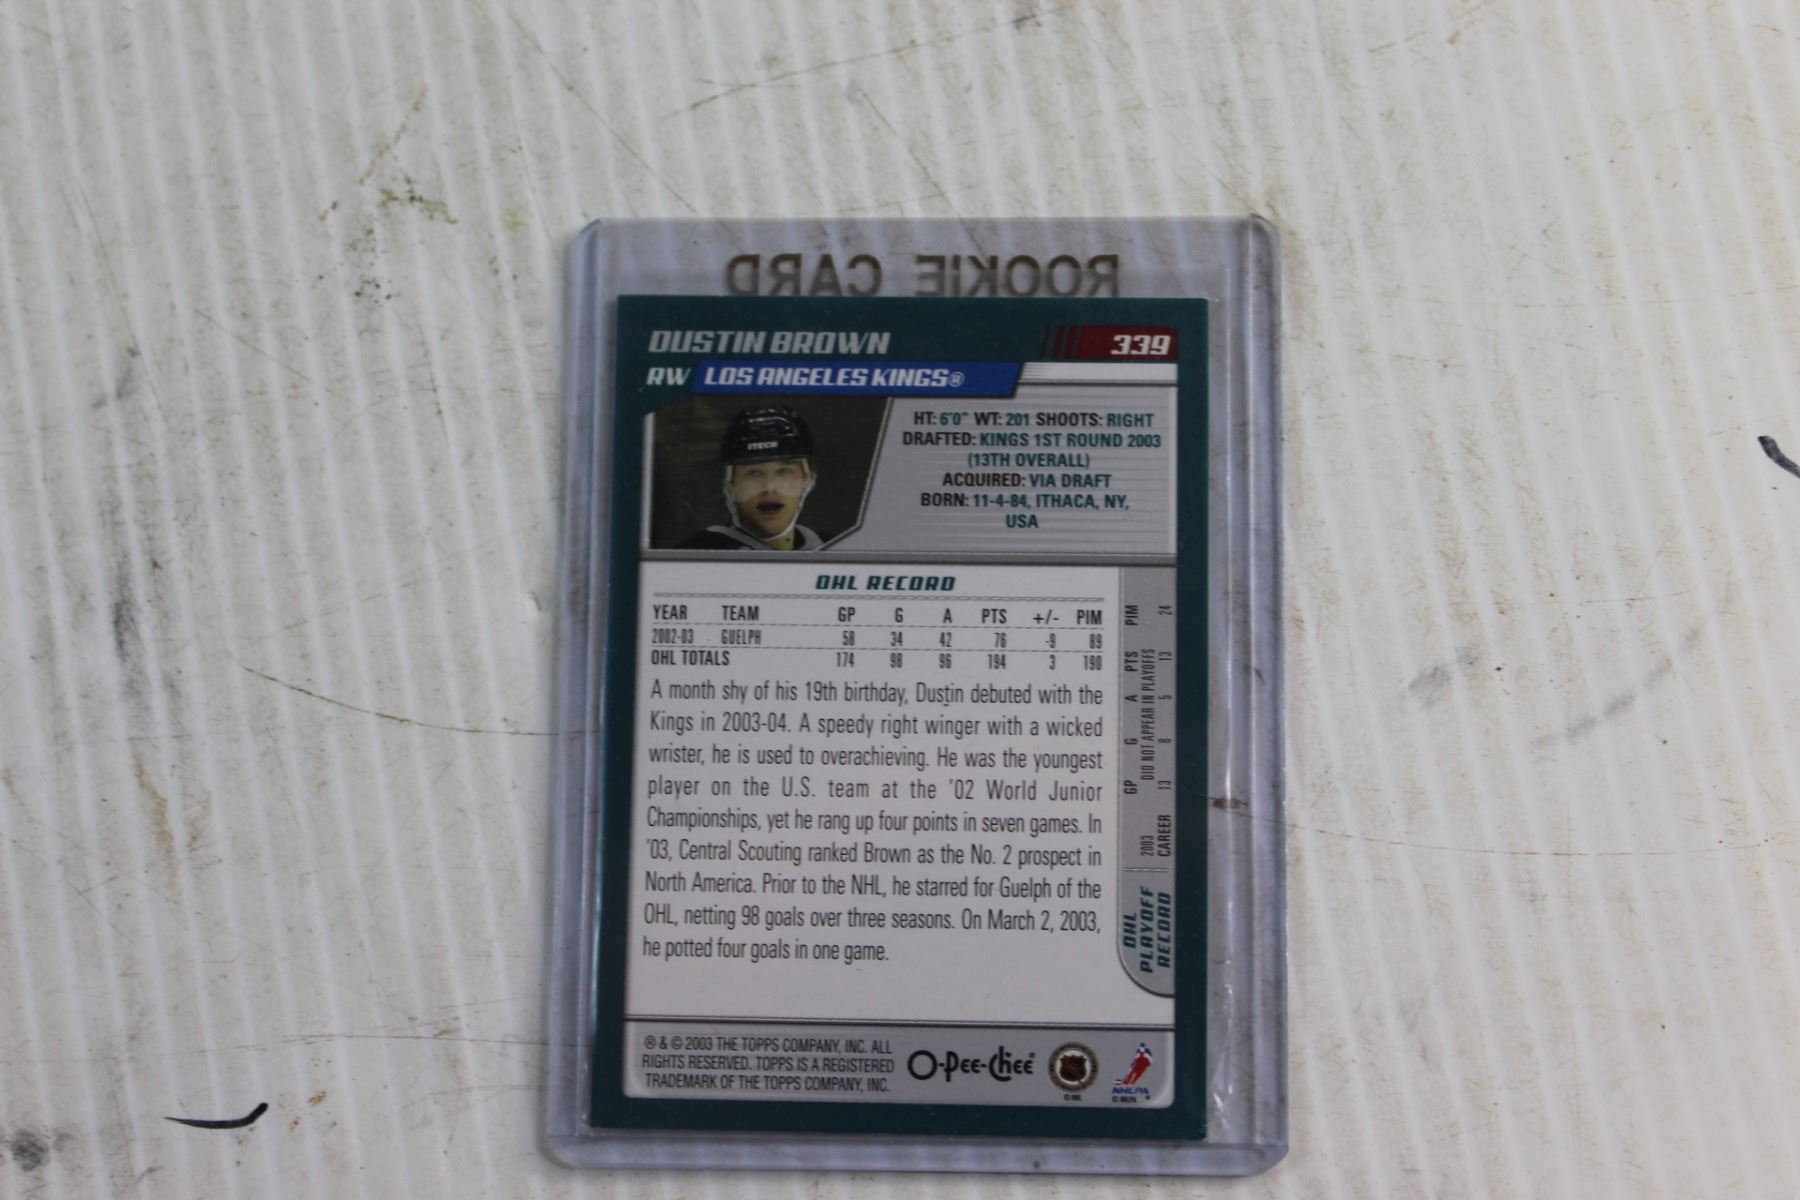 ROOKIE CARD
DUSTIN BROWN
339
RW LOS ANGELES KINGS®
ITECH
HT: 6'0" WT: 201 SHOOTS: RIGHT
DRAFTED: KINGS 1ST ROUND 2003
(13TH OVERALL)
ACQUIRED: VIA DRAFT
BORN: 11-4-84, ITHACA, NY,
USA
OHL RECORD
YEAR TEAM GP G A PTS +/- PIM
2002-03 GUELPH 58 34 42 76 -9 89
OHL TOTALS 174 98 96 194 3 190
A month shy of his 19th birthday, Dustin debuted with the
Kings in 2003-04. A speedy right winger with a wicked
wrister, he is used to overachieving. He was the youngest
player on the U.S. team at the '02 World Junior
Championships, yet he rang up four points in seven games. In
'03, Central Scouting ranked Brown as the No. 2 prospect in
North America. Prior to the NHL, he starred for Guelph of the
OHL, netting 98 goals over three seasons. On March 2, 2003,
he potted four goals in one game.
OHL
PLAYOFF
RECORD
GP G A PTS PIM
2003 DID NOT APPEAR IN PLAYOFFS
CAREER 13 8 5 13 24
® & © 2003 THE TOPPS COMPANY, INC. ALL
RIGHTS RESERVED. TOPPS IS A REGISTERED
TRADEMARK OF THE TOPPS COMPANY, INC.
O-Pee-Chee®
NHLPA